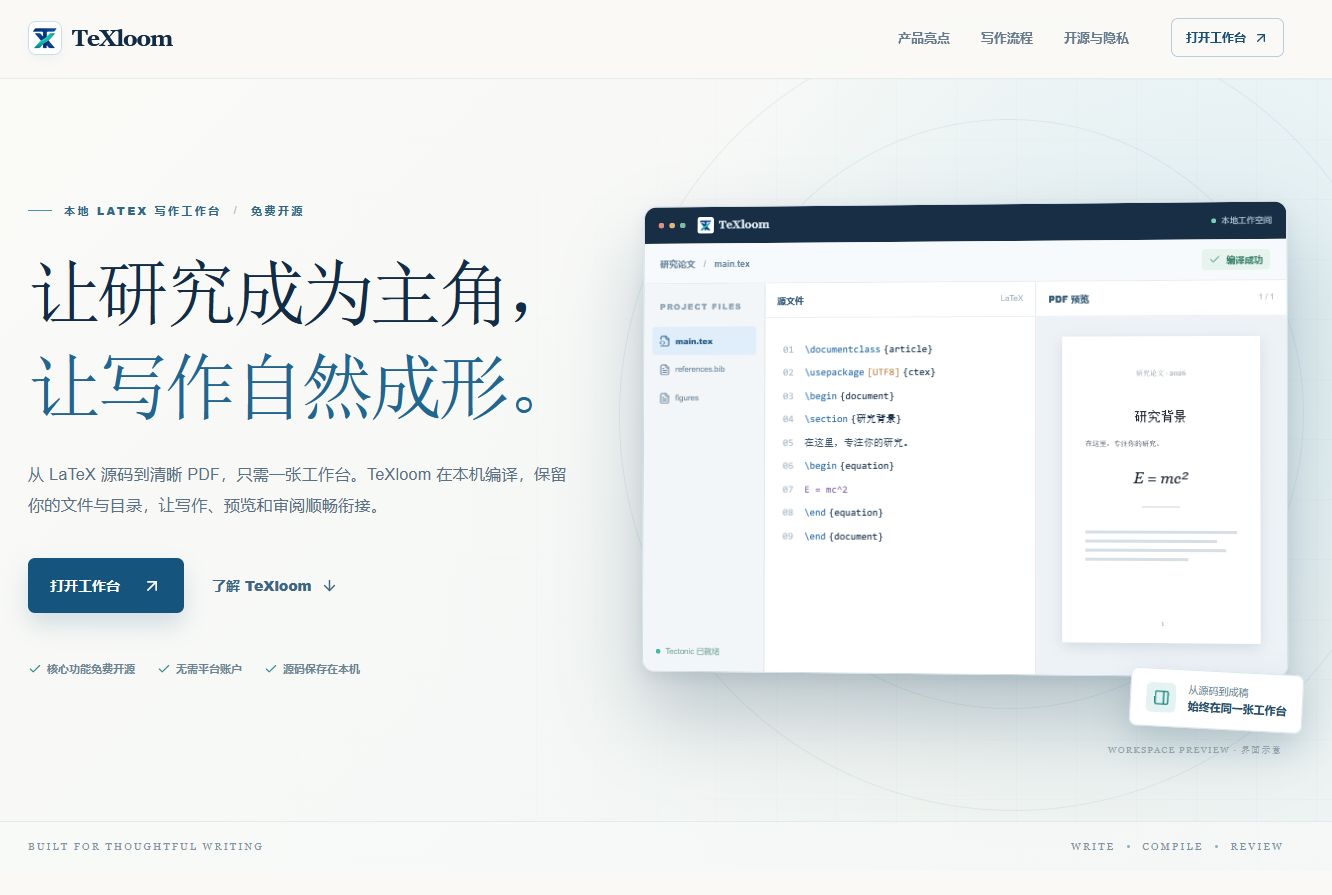 TeXloom
产品亮点 写作流程 开源与隐私 打开工作台
本地 LATEX 写作工作台 / 免费开源
让研究成为主角，
让写作自然成形。
从 LaTeX 源码到清晰 PDF，只需一张工作台。TeXloom 在本机编译，保留
你的文件与目录，让写作、预览和审阅顺畅衔接。
打开工作台
了解 TeXloom
核心功能免费开源 无需平台账户 源码保存在本机
TeXloom
本地工作空间
研究论文 / main.tex
编译成功
PROJECT FILES
main.tex
references.bib
figures
Tectonic 已就绪
源文件
LaTeX
01 \documentclass {article}
02 \usepackage [UTF8] {ctex}
03 \begin {document}
04 \section {研究背景}
05 在这里，专注你的研究。
06 \begin {equation}
07 E = mc^2
08 \end {equation}
09 \end {document}
PDF 预览
1 / 1
研究论文 · 2026
研究背景
在这里，专注你的研究。
E = mc²
从源码到成稿
始终在同一张工作台
WORKSPACE PREVIEW · 界面示意
BUILT FOR THOUGHTFUL WRITING
WRITE • COMPILE • REVIEW